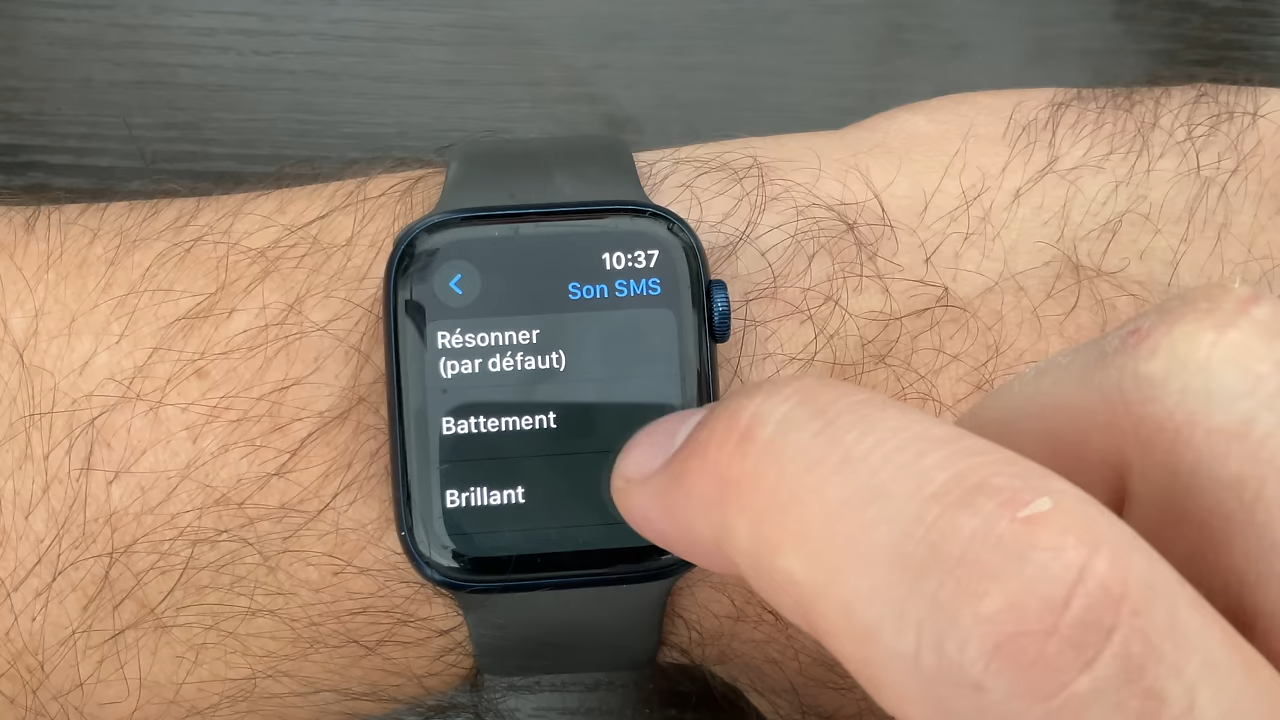 10:37
Son SMS
Résonner
(par défaut)
Battement
Brillant